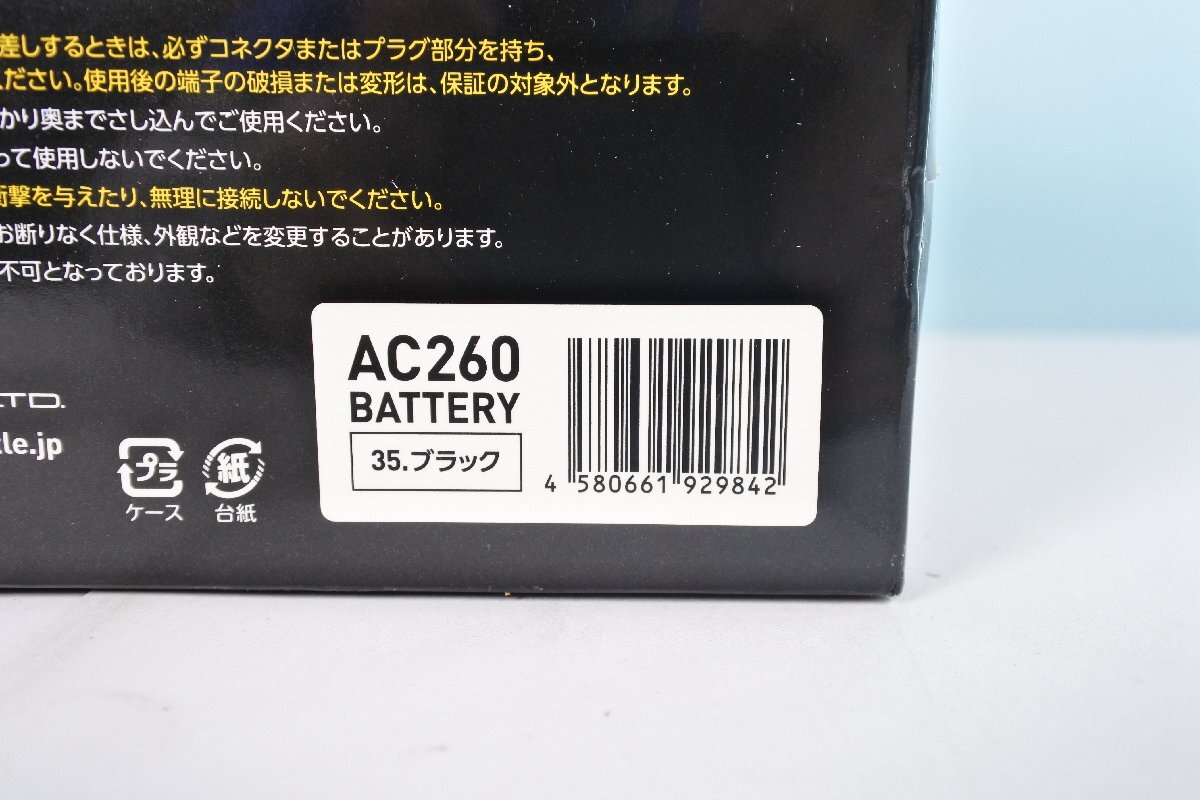 差しするときは、必ずコネクタまたはプラグ部分を持ち、
ください。使用後の端子の破損または変形は、保証の対象外となります。
かり奥までさし込んでご使用ください。
って使用しないでください。
衝撃を与えたり、無理に接続しないでください。
お断りなく仕様、外観などを変更することがあります。
不可となっております。
LTD.
kle.jp
プラ
ケース
紙
台紙
AC260
BATTERY
35.ブラック
4 580661 929842